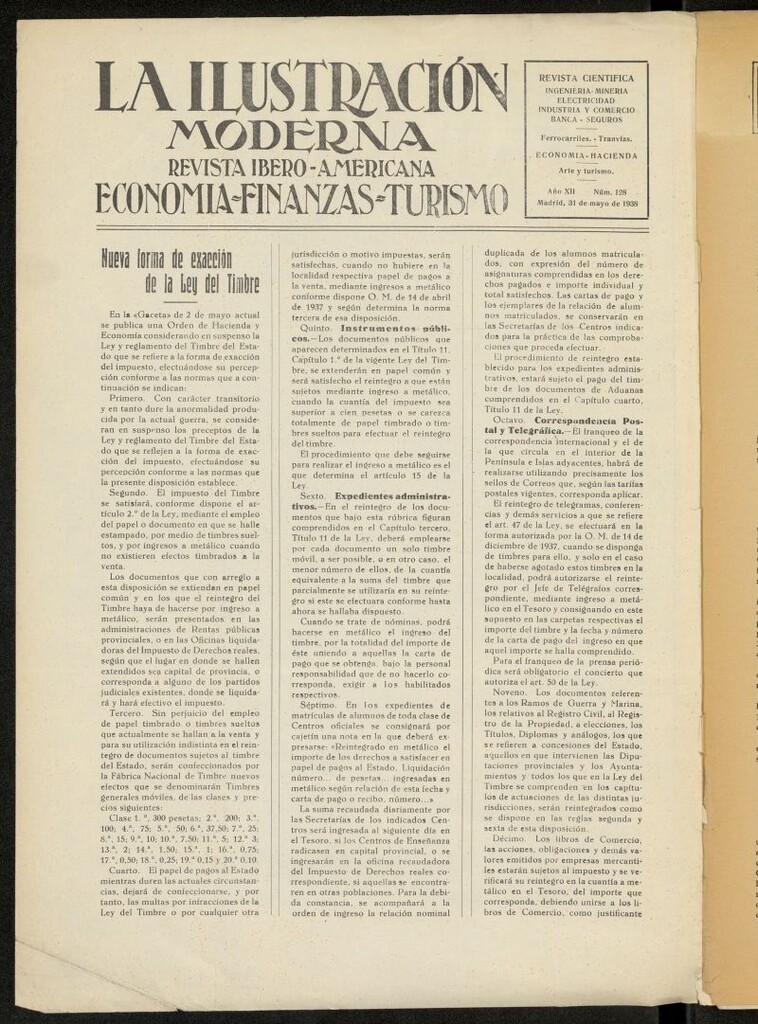 LA ILUSTRACIÓN
MODERNA
REVISTA IBERO-AMERICANA
ECONOMIA=FINANZAS=TURISMO
REVISTA CIENTIFICA
INGENIERIA-MINERIA
ELECTRICIDAD
INDUSTRIA Y COMERCIO
BANCA - SEGUROS
Ferrocarriles. - Tranvías.
ECONOMIA-HACIENDA
Arte y turismo.
Año XII Núm. 128
Madrid, 31 de mayo de 1938
Nueva forma de exacción
de la Ley del Timbre
En la «Gaceta» de 2 de mayo actual
se publica una Orden de Hacienda y
Economía considerando en suspenso la
Ley y reglamento del Timbre del Esta-
do que se refiere a la forma de exacción
del impuesto, efectuándose su percep-
ción conforme a las normas que a con-
tinuación se indican:
Primero. Con carácter transitorio
y en tanto dure la anormalidad produ-
cida por la actual guerra, se conside-
ran en suspenso los preceptos de la
Ley y reglamento del Timbre del Esta-
do que se reflejen a la forma de exac-
ción del impuesto, efectuándose su
percepción conforme a las normas que
la presente disposición establece.
Segundo. El impuesto del Timbre
se satisfará, conforme dispone el ar-
tículo 2.º de la Ley, mediante el empleo
del papel o documento en que se halle
estampado, por medio de timbres suel-
tos, y por ingresos a metálico cuando
no existieren efectos timbrados a la
venta.
Los documentos que con arreglo a
esta disposición se extiendan en papel
común y en los que el reintegro del
Timbre haya de hacerse por ingreso a
metálico, serán presentados en las
administraciones de Rentas públicas
provinciales, o en las Oficinas liquida-
doras del Impuesto de Derechos reales,
según que el lugar en donde se hallen
extendidos sea capital de provincia, o
corresponda a alguno de los partidos
judiciales existentes, donde se liquida-
rá y hará efectivo el impuesto.
Tercero. Sin perjuicio del empleo
de papel timbrado o timbres sueltos
que actualmente se hallan a la venta y
para su utilización indistinta en el rein-
tegro de documentos sujetos al timbre
del Estado, serán confeccionados por
la Fábrica Nacional de Timbre nuevos
efectos que se denominarán Timbres
generales móviles, de las clases y pre-
cios siguientes:
Clase 1.ª, 300 pesetas; 2.ª, 200; 3.ª,
100; 4.ª, 75; 5.ª, 50; 6.ª, 37,50; 7.ª, 25;
8.ª, 15; 9.ª, 10; 10.ª, 7.50; 11.ª, 5; 12.ª 3;
13.ª, 2; 14.ª, 1,50; 15.ª, 1; 16.ª, 0,75;
17.ª, 0,50; 18.ª, 0,25; 19.ª 0,15 y 20.ª 0,10.
Cuarto. El papel de pagos al Estado
mientras duren las actuales circunstan-
cias, dejará de confeccionarse, y por
tanto, las multas por infracciones de la
Ley del Timbre o por cualquier otra
jurisdicción o motivo impuestas, serán
satisfechas, cuando no hubiere en la
localidad respectiva papel de pagos a
la venta, mediante ingresos a metálico
conforme dispone O. M. de 14 de abril
de 1937 y según determina la norma
tercera de esa disposición.
Quinto. Instrumentos públi-
cos.—Los documentos públicos que
aparecen determinados en el Título 11,
Capítulo 1.º de la vigente Ley del Tim-
bre, se extenderán en papel común y
será satisfecho el reintegro a que están
sujetos mediante ingreso a metálico,
cuando la cuantía del impuesto sea
superior a cien pesetas o se carezca
totalmente de papel timbrado o tim-
bres sueltos para efectuar el reintegro
del timbre.
El procedimiento que debe seguirse
para realizar el ingreso a metálico es el
que determina el artículo 15 de la
Ley.
Sexto. Expedientes administra-
tivos.—En el reintegro de los docu-
mentos que bajo esta rúbrica figuran
comprendidos en el Capítulo tercero,
Título 11 de la Ley, deberá emplearse
por cada documento un solo timbre
móvil, a ser posible, o en otro caso, el
menor número de ellos, de la cuantía
equivalente a la suma del timbre que
parcialmente se utilizaría en su reinte-
gro si este se efectuara conforme hasta
ahora se hallaba dispuesto.
Cuando se trate de nóminas, podrá
hacerse en metálico el ingreso del
timbre, por la totalidad del importe de
éste uniendo a aquellas la carta de
pago que se obtenga, bajo la personal
responsabilidad que de no hacerlo co-
rresponda, exigir a los habilitados
respectivos.
Séptimo. En los expedientes de
matrículas de alumnos de toda clase de
Centros oficiales se consignará por
cajetín una nota en la que deberá ex-
presarse: «Reintegrado en metálico el
importe de los derechos a satisfacer en
papel de pagos al Estado. Liquidación
número... de pesetas... ingresadas en
metálico según relación de esta fecha y
carta de pago o recibo, número...»
La suma recaudada diariamente por
las Secretarías de los indicados Cen-
tros será ingresada al siguiente día en
el Tesoro, si los Centros de Enseñanza
radicasen en capital provincial, o se
ingresarán en la oficina recaudadora
del Impuesto de Derechos reales co-
rrespondiente, si aquellas se encontra-
ren en otras poblaciones. Para la debi-
da constancia, se acompañará a la
orden de ingreso la relación nominal
duplicada de los alumnos matricula-
dos, con expresión del número de
asignaturas comprendidas en los dere-
chos pagados e importe individual y
total satisfechos. Las cartas de pago y
los ejemplares de la relación de alum-
nos matriculados, se conservarán en
las Secretarías de los Centros indica-
dos para la práctica de las comproba-
ciones que proceda efectuar.
El procedimiento de reintegro esta-
blecido para los expedientes adminis-
trativos, estará sujeto el pago del tim-
bre de los documentos de Aduanas
comprendidos en el Capítulo cuarto,
Título 11 de la Ley.
Octavo. Correspondencia Pos-
tal y Telegráfica.—El franqueo de la
correspondencia internacional y el de
la que circula en el interior de la
Península e Islas adyacentes, habrá de
realizarse utilizando precisamente los
sellos de Correos que, según las tarifas
postales vigentes, corresponda aplicar.
El reintegro de telegramas, conferen-
cias y demás servicios a que se refiere
el art. 47 de la Ley, se efectuará en la
forma autorizada por la O. M. de 14 de
diciembre de 1937, cuando se disponga
de timbres para ello, y solo en el caso
de haberse agotado estos timbres en la
localidad, podrá autorizarse el reinte-
gro por el Jefe de Telégrafos corres-
pondiente, mediante ingreso a metáli-
co en el Tesoro y consignando en este
supuesto en las carpetas respectivas el
importe del timbre y la fecha y número
de la carta de pago del ingreso en que
aquel importe se halla comprendido.
Para el franqueo de la prensa perió-
dica será obligatorio el concierto que
autoriza el art. 50 de la Ley.
Noveno. Los documentos referen-
tes a los Ramos de Guerra y Marina,
los relativos al Registro Civil, al Regis-
tro de la Propiedad, a elecciones, los
Títulos, Diplomas y análogos, los que
se refieren a concesiones del Estado,
aquellos en que intervienen las Dipu-
taciones provinciales y los Ayunta-
mientos y todos los que en la Ley del
Timbre se comprenden en los capítu-
los de actuaciones de las distintas ju-
risdicciones, serán reintegrados como
se dispone en las reglas segunda y
sexta de esta disposición.
Décimo. Los libros de Comercio,
las acciones, obligaciones y demás va-
lores emitidos por empresas mercanti-
les estarán sujetos al impuesto y se ve-
rificará su reintegro en la cuantía a me-
tálico en el Tesoro, del importe que
corresponda, debiendo unirse a los li-
bros de Comercio, como justificante